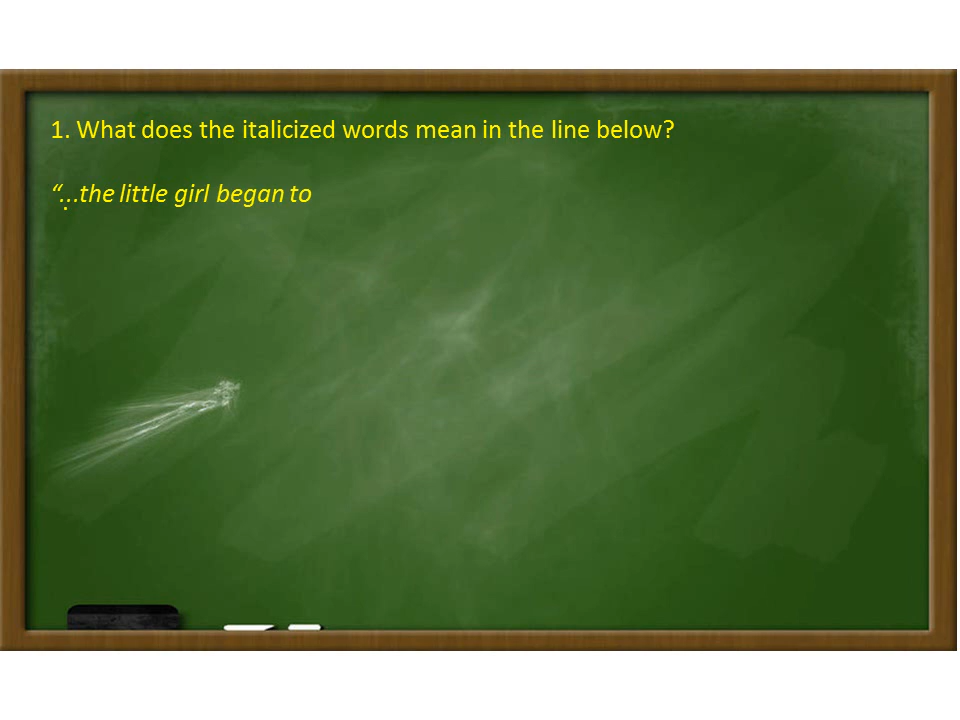 1. What does the italicized words mean in the line below?
“...the little girl began to
.